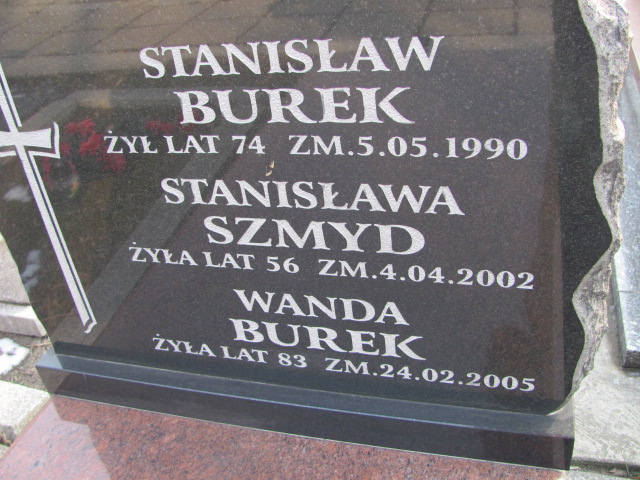 STANISŁAW
BUREK
ŻYŁ LAT 74 ZM.5.05.1990
STANISŁAWA
SZMYD
ŻYŁA LAT 56 ZM.4.04.2002
WANDA
BUREK
ŻYŁA LAT 83 ZM.24.02.2005